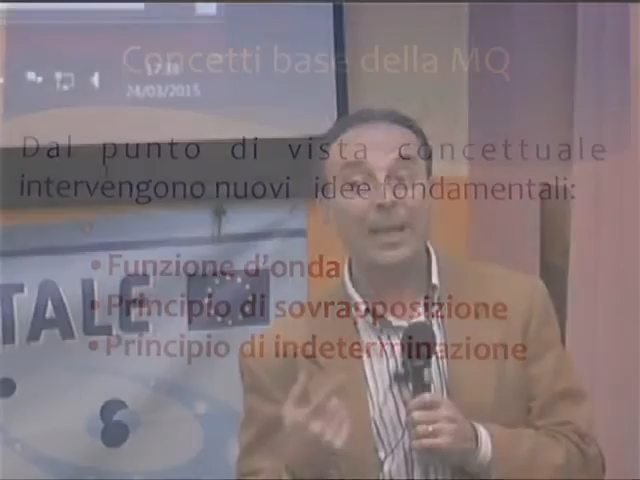 Concetti base della MQ
17:18
24/03/2015
Dal punto di vista concettuale
intervengono nuovi idee fondamentali:
• Funzione d'onda
• Principio di sovrapposizione
• Principio di indeterminazione
TALE